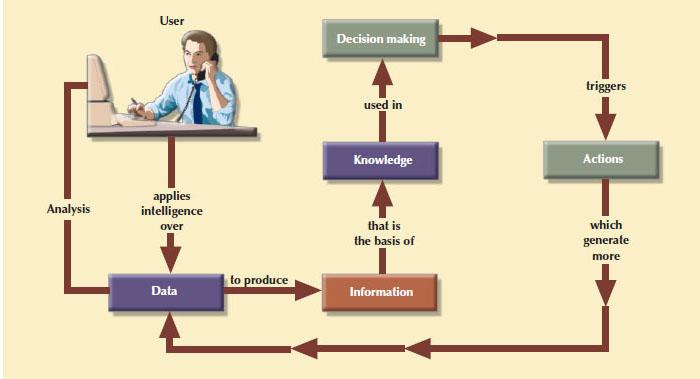 User
Decision making
triggers
used in
Knowledge
Actions
Analysis
applies
intelligence
over
that is
the basis of
which
generate
more
Data
to produce
Information